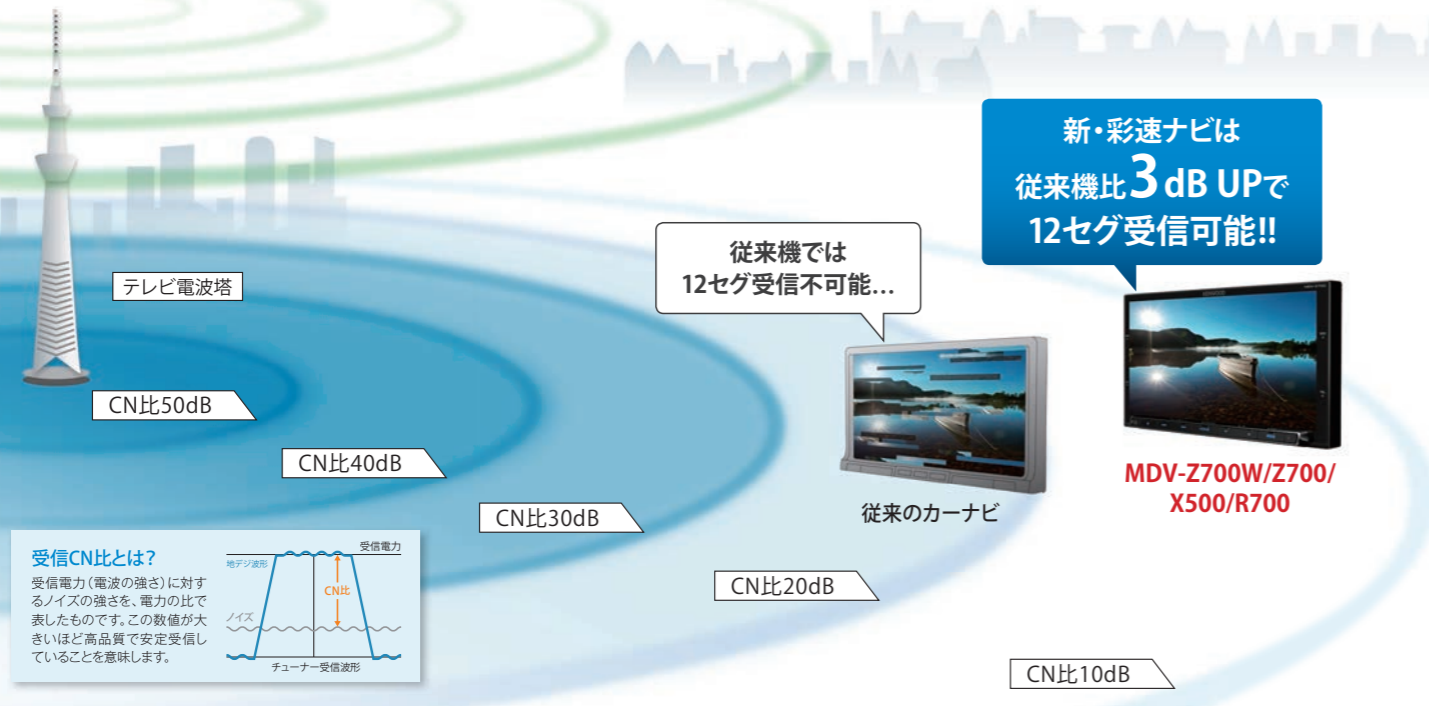 新・彩速ナビは
従来機比3dB UPで
12セグ受信可能!!
従来機では
12セグ受信不可能…
テレビ電波塔
CN比50dB
CN比40dB
CN比30dB
CN比20dB
CN比10dB
従来のカーナビ
MDV-Z700W/Z700/
X500/R700
受信CN比とは?
受信電力(電波の強さ)に対す
るノイズの強さを、電力の比で
表したものです。この数値が大
きいほど高品質で安定受信し
ていることを意味します。
受信電力
地デジ波形
CN比
ノイズ
チューナー受信波形